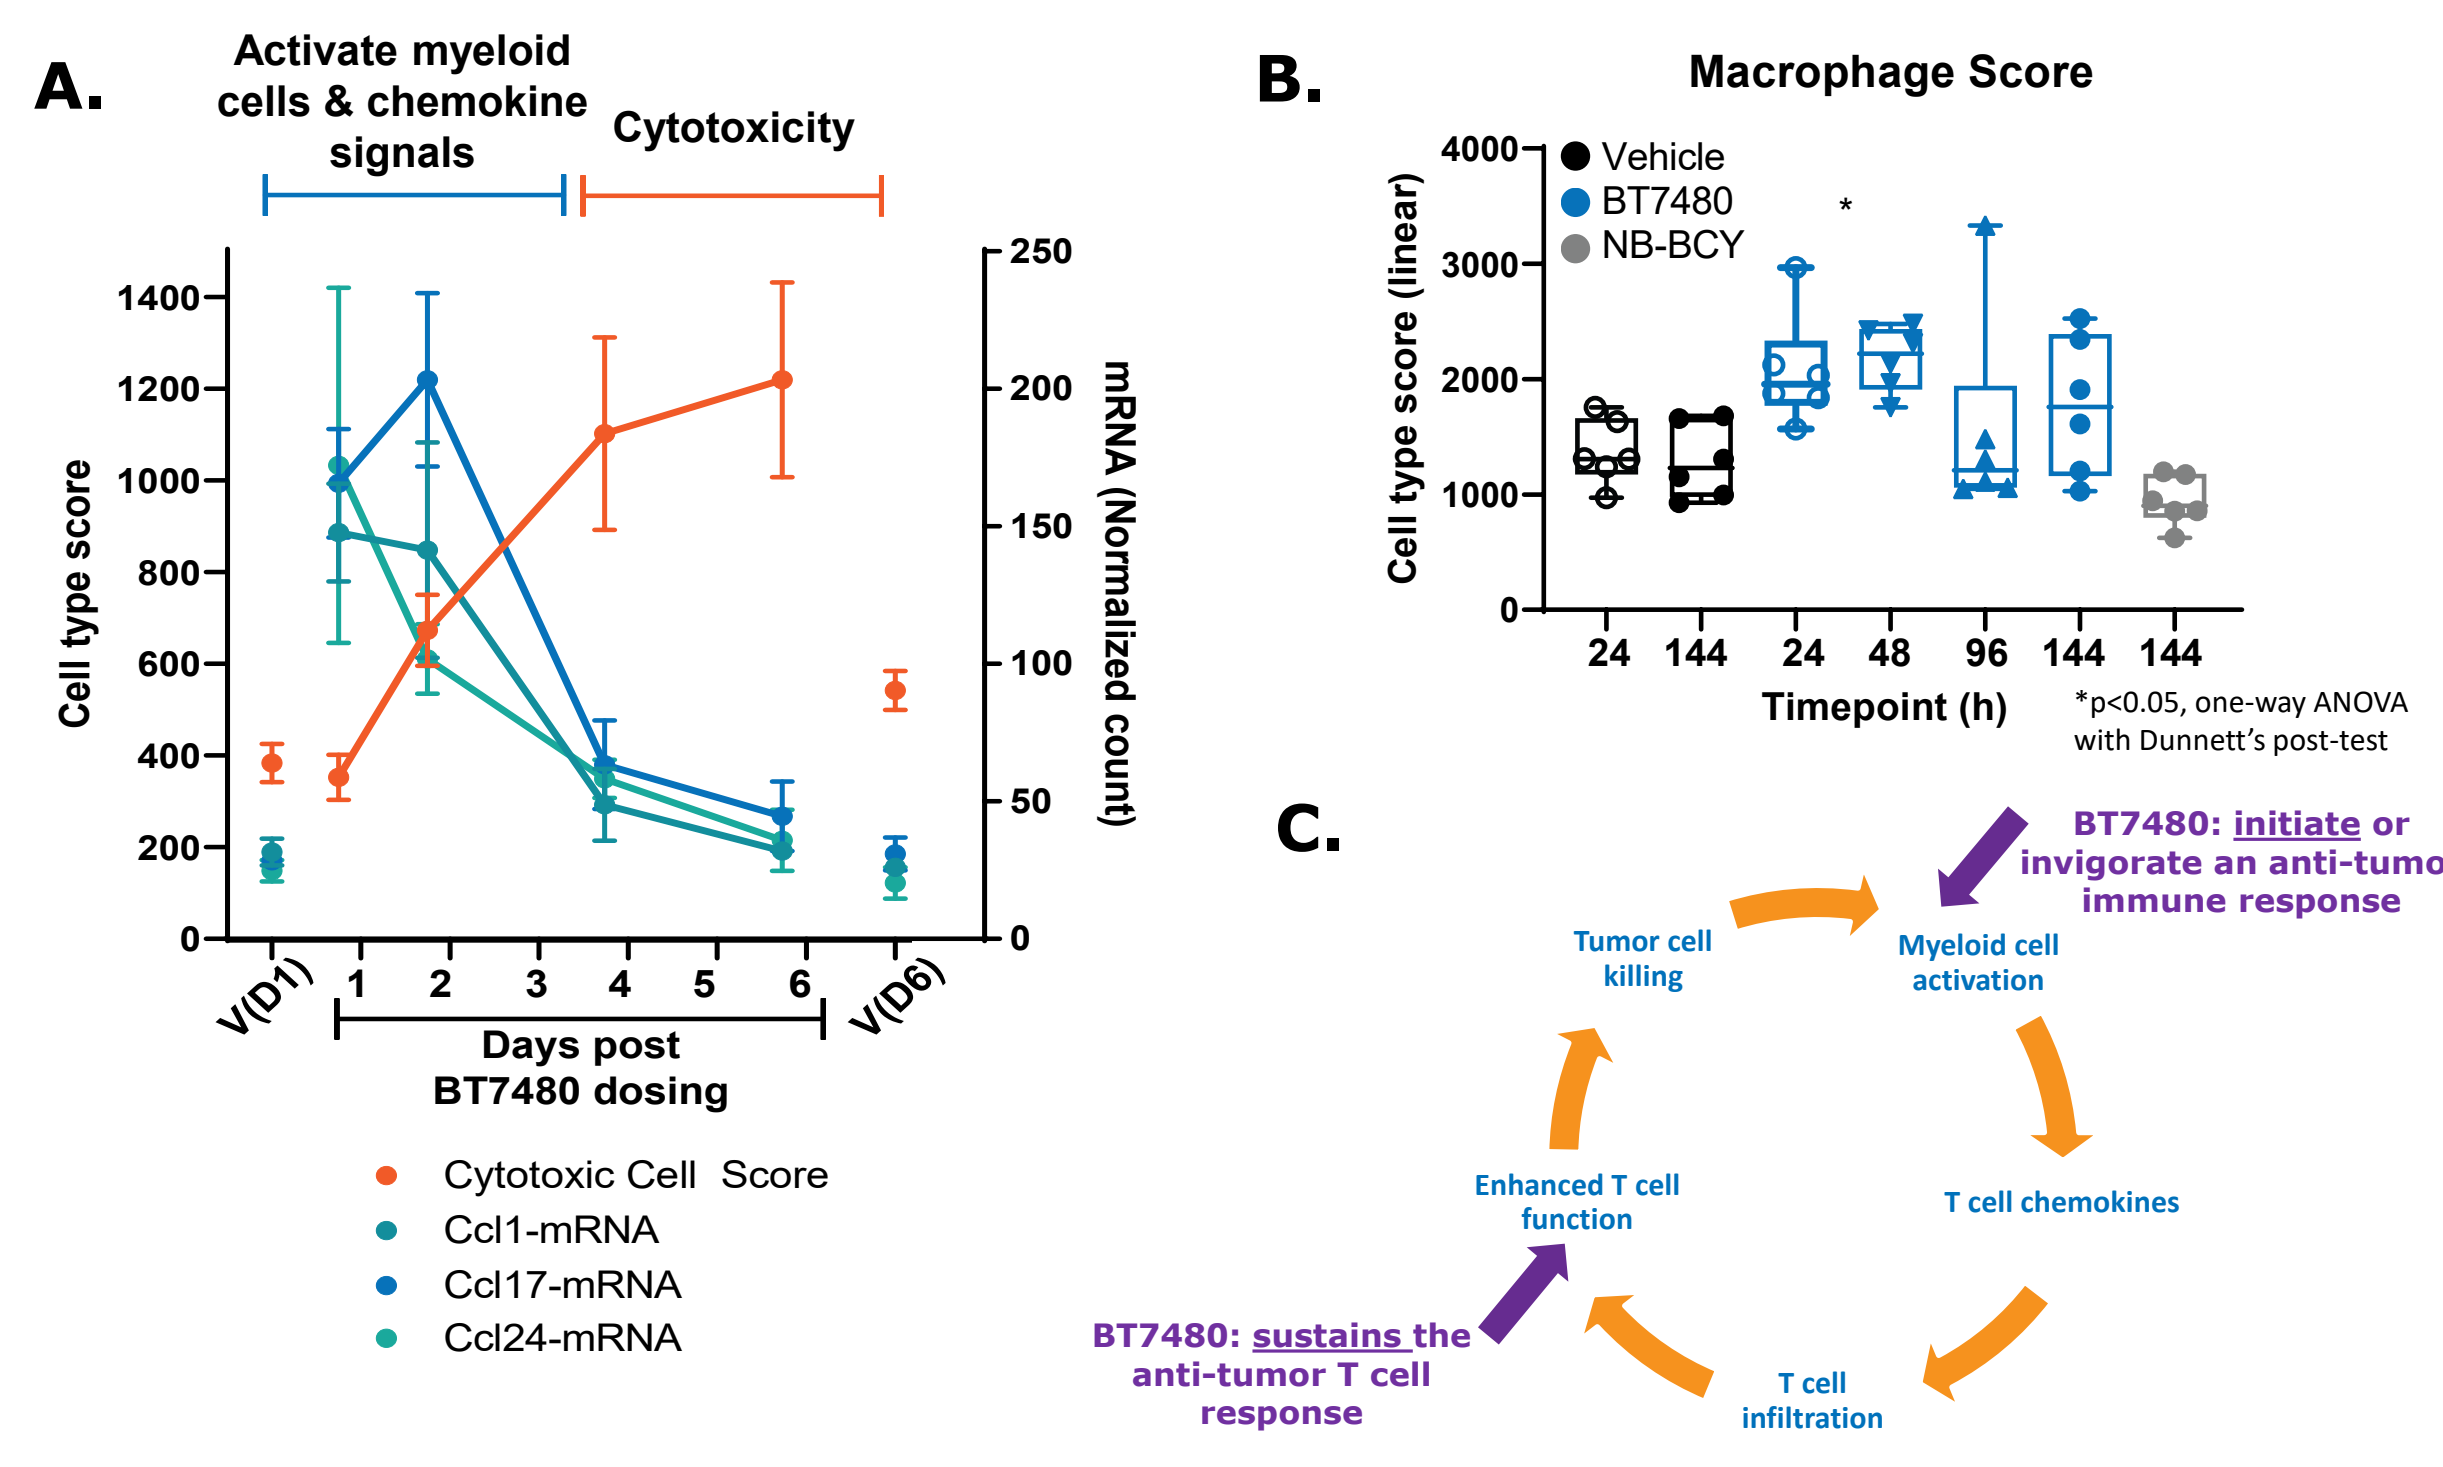 A.
Activate myeloid
cells & chemokine
signals
Cytotoxicity
Cell type score
1400
1200
1000
800
600
400
200
0
250
200
150
100
50
0
mRNA (Normalized count)
V(D1)
1
2
3
4
5
6
V(D6)
Days post
BT7480 dosing
Cytotoxic Cell Score
Ccl1-mRNA
Ccl17-mRNA
Ccl24-mRNA
B.
Macrophage Score
Cell type score (linear)
4000
3000
2000
1000
0
Vehicle
BT7480
NB-BCY
*
24 144 24 48 96 144 144
Timepoint (h)
*p<0.05, one-way ANOVA
with Dunnett’s post-test
C.
BT7480: initiate or
invigorate an anti-tumo
immune response
Tumor cell
killing
Myeloid cell
activation
Enhanced T cell
function
T cell chemokines
BT7480: sustains the
anti-tumor T cell
response
T cell
infiltration